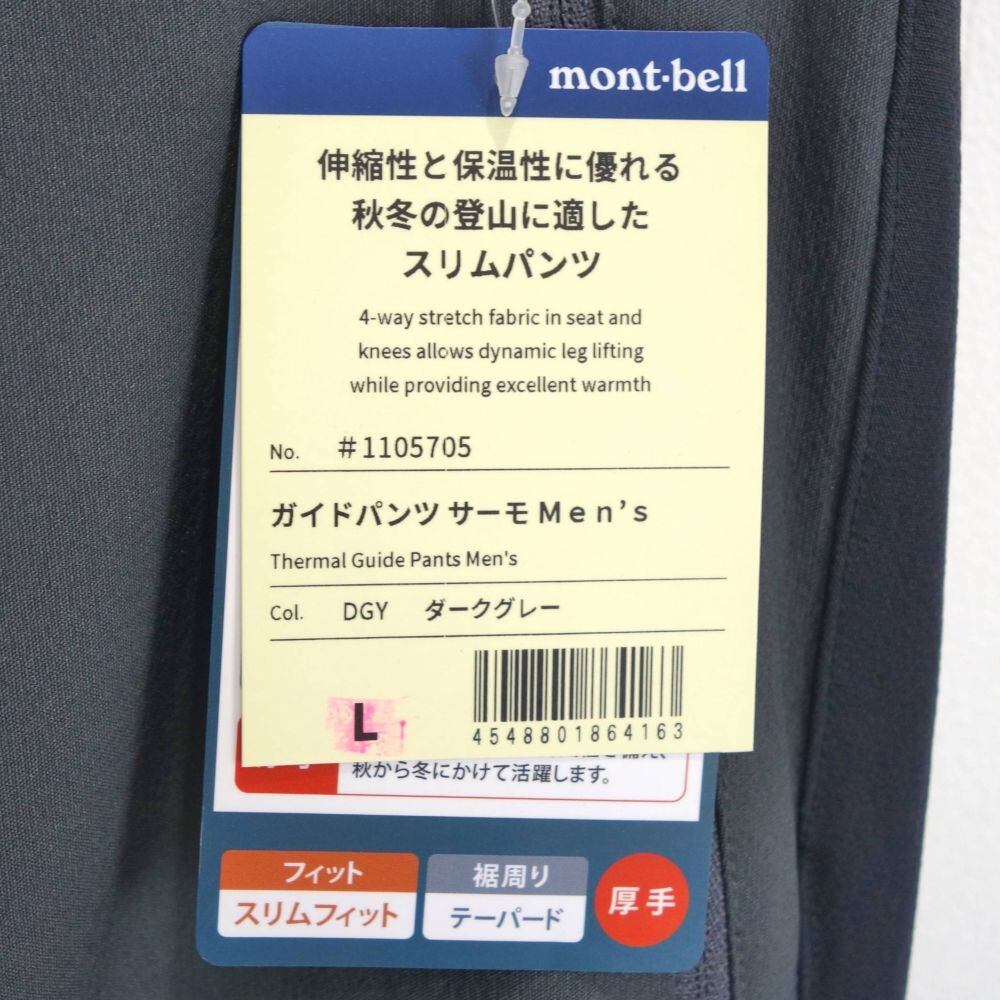 mont·bell
伸縮性と保温性に優れる
秋冬の登山に適した
スリムパンツ
4-way stretch fabric in seat and
knees allows dynamic leg lifting
while providing excellent warmth
No. #1105705
ガイドパンツ サーモ Men's
Thermal Guide Pants Men's
Col. DGY ダークグレー
L
4548801864163
秋から冬にかけて活躍します。
フィット
スリムフィット
裾周り
テーパード
厚手